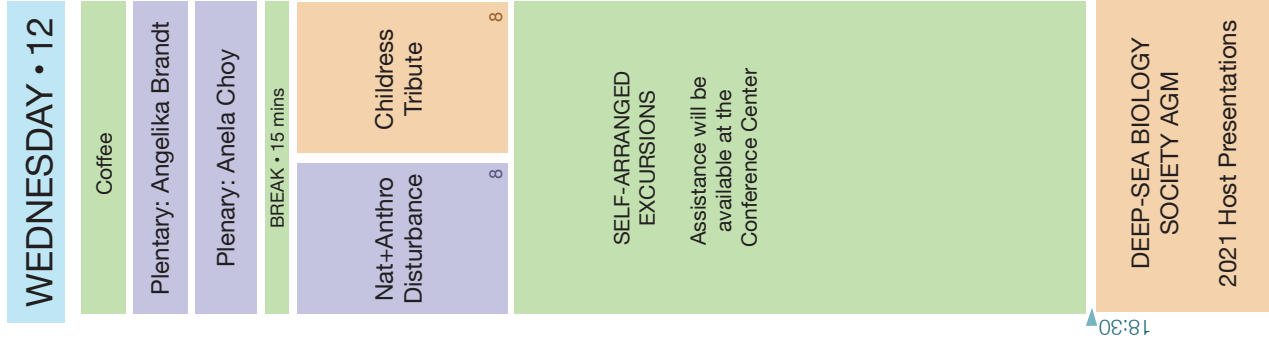 WEDNESDAY • 12
Coffee
Plentary: Angelika Brandt
Plenary: Anela Choy
BREAK • 15 mins
Nat+Anthro
Disturbance
8
Childress
Tribute
8
SELF-ARRANGED
EXCURSIONS
Assistance will be
available at the
Conference Center
18:30
DEEP-SEA BIOLOGY
SOCIETY AGM
2021 Host Presentations